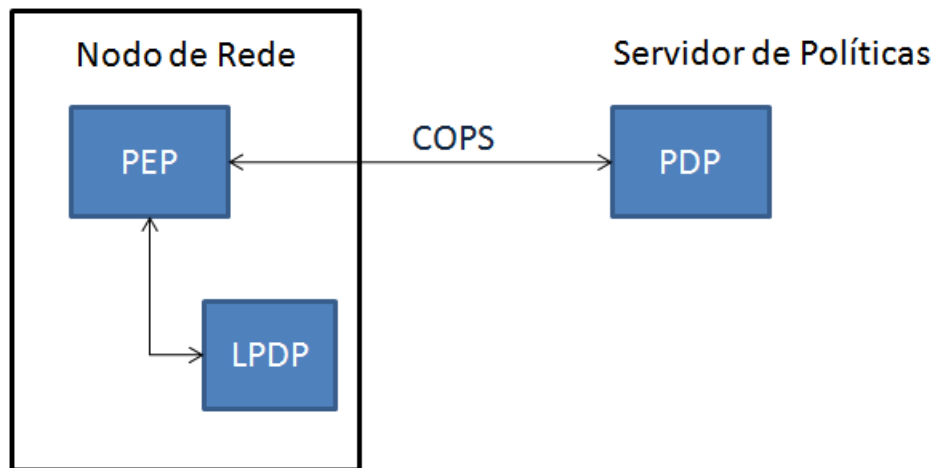 Nodo de Rede
Servidor de Políticas
PEP
COPS
PDP
LPDP